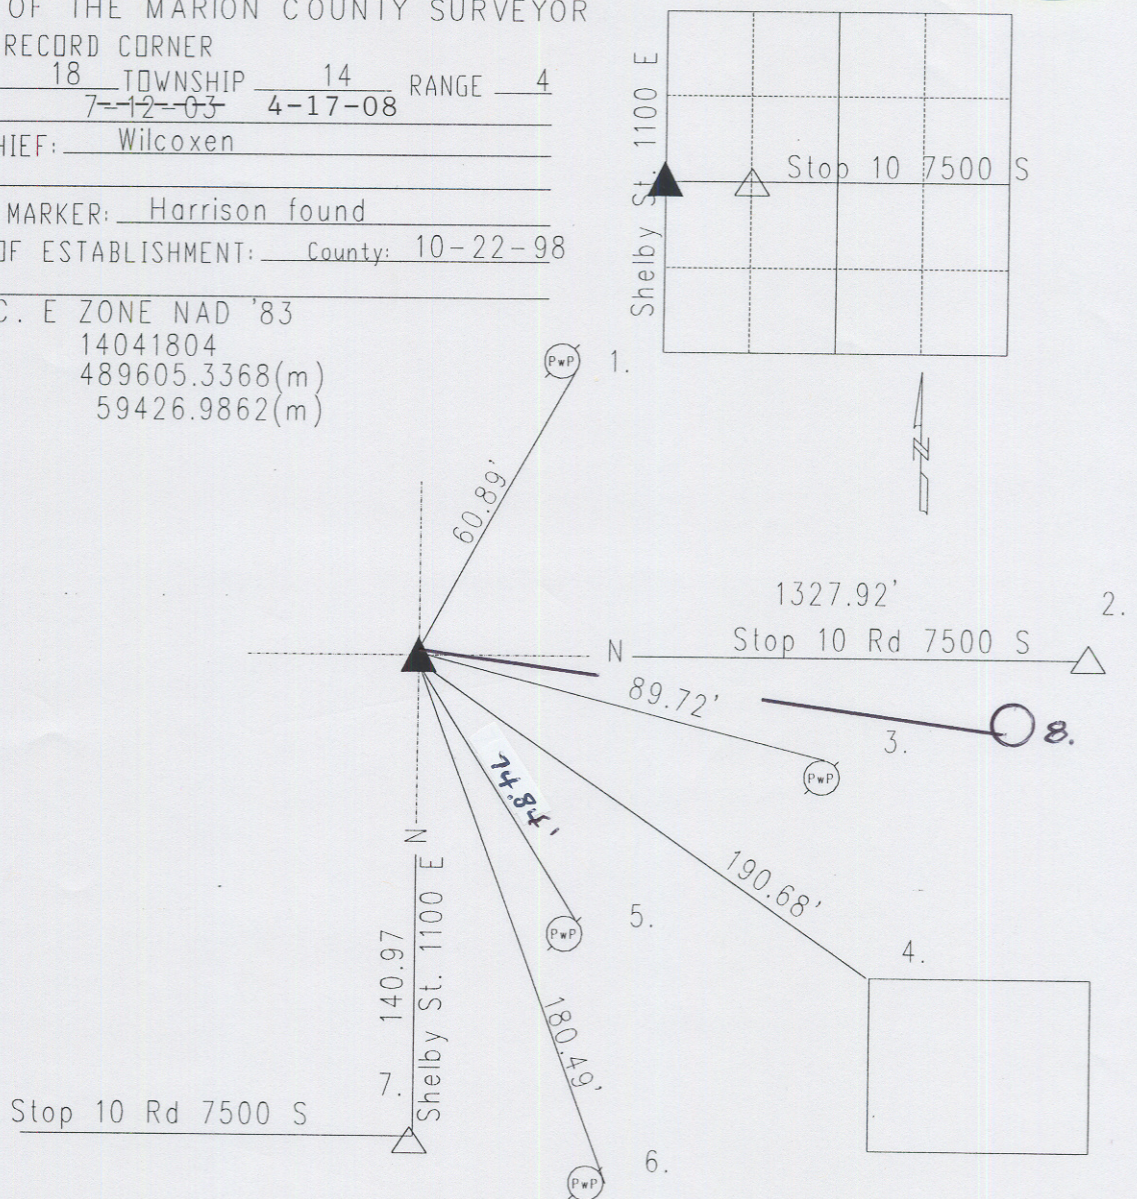 OF THE MARION COUNTY SURVEYOR
RECORD CORNER
18 TOWNSHIP 14 RANGE 4
7-12-03 4-17-08
HIEF: Wilcoxen
MARKER: Harrison found
OF ESTABLISHMENT: County: 10-22-98
C. E ZONE NAD '83
14041804
489605.3368(m)
59426.9862(m)
Shelby St. 1100 E
Stop 10 7500 S
N
PwP 1.
60.89'
1327.92'
2.
N Stop 10 Rd 7500 S
89.72'
3.
8.
PwP
74.84'
190.68'
4.
N
5.
PwP
140.97
Shelby St. 1100 E
180.49'
7.
Stop 10 Rd 7500 S
6.
PwP